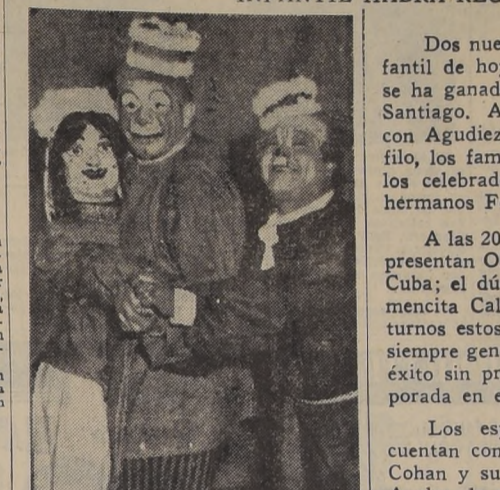 Dos nue
fantil de ho
se ha ganad
Santiago. A
con Agudiez
filo, los fam
los celebrad
hermanos F
A las 20
presentan O
Cuba; el dú
mencita Cal
turnos estos
siempre gen
éxito sin pr
porada en e
Los es
cuentan con
Cohan y su